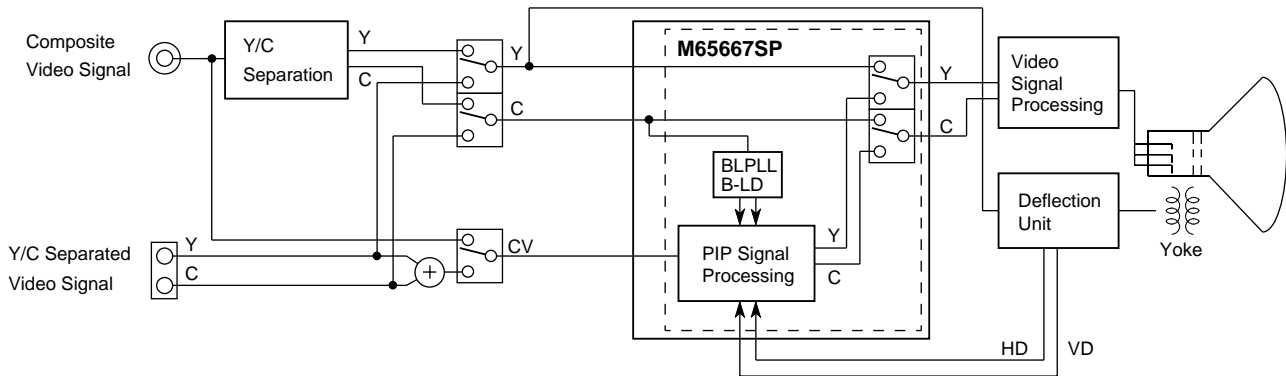 Composite
Video Signal
Y/C
Separation
Y
C
Y
C
M65667SP
Y
C
Video
Signal
Processing
BLPLL
B-LD
Deflection
Unit
Yoke
Y/C Separated
Video Signal
Y
C
+
CV
PIP Signal
Processing
Y
C
HD
VD